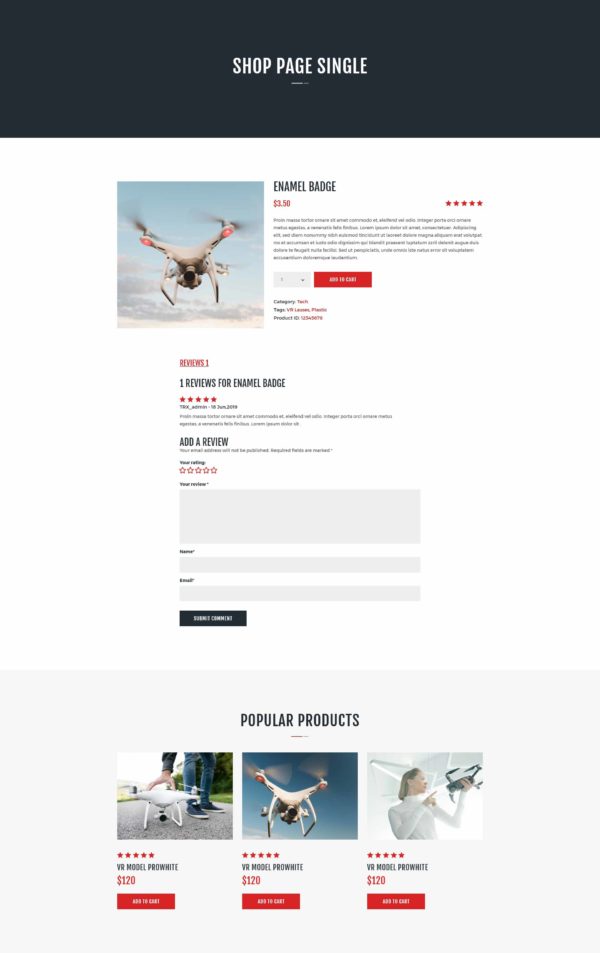 SHOP PAGE SINGLE
ENAMEL BADGE
$3.50
Proin massa tortor ornare sit amet commodo et, eleifend vel odio. Integer porta orci ornare
metgus, a venenatis felis finibus. Lorem ipsum dolor sit amet, consectetuer. Adipiscing
elit, sed diem nonummy nibh euismod tincidunt ut laoreet dolore magna aliquam erat volutpat.
eos at accumsan et iusto odio dignissim qui blandit praesent luptatum zzril delenit augue duis
dolore te feugait nulla facilisi. Sed ut perspiciatis, unde omnis iste natus error sit voluptatem
accusantium doloremque laudantium.
1
ADD TO CART
Category: Tech
Tags: VR Lasses, Plastic
Product ID: 12345678
REVIEWS 1
1 REVIEWS FOR ENAMEL BADGE
TRX_admin - 18 Jun,2019
Proin massa tortor ornare sit amet commodo et, eleifend vel odio. Integer porta orci ornare
egestas, a venenatis felis finibus. Lorem ipsum dolor sit .
ADD A REVIEW
Your email address will not be published. Required fields are marked *
Your rating:
Your review *
Name*
Email*
SUBMIT COMMENT
POPULAR PRODUCTS
VR MODEL PROWHITE
$120
ADD TO CART
VR MODEL PROWHITE
$120
ADD TO CART
VR MODEL PROWHITE
$120
ADD TO CART